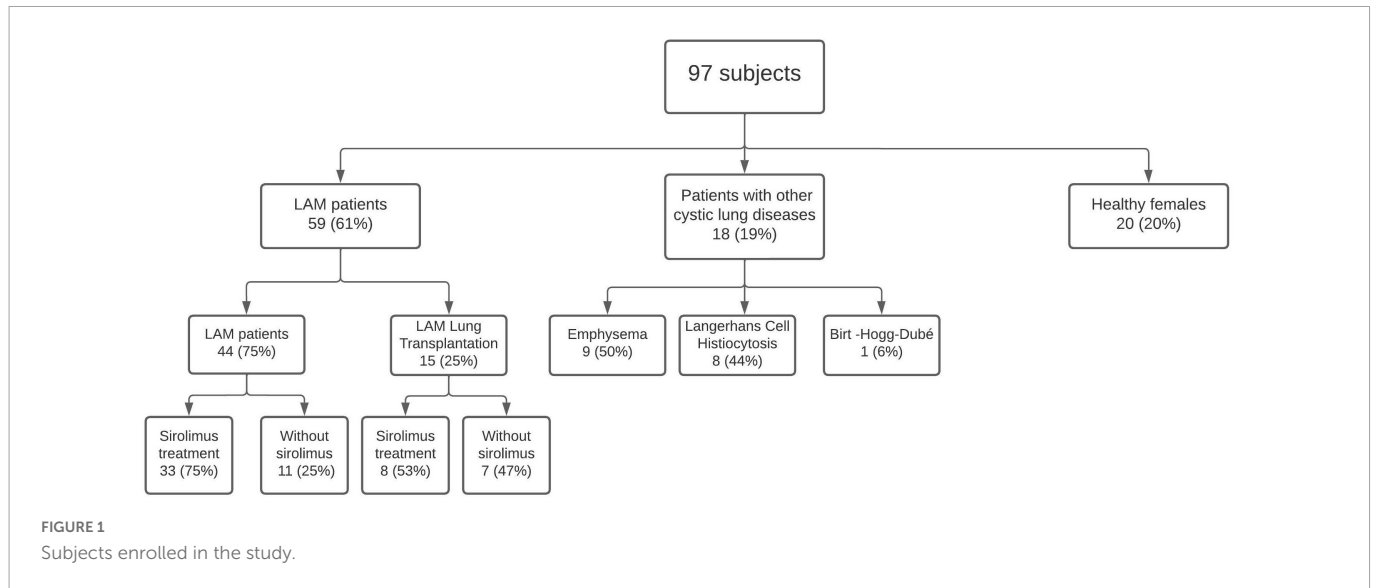 97 subjects
LAM patients
59 (61%)
Patients with other
cystic lung diseases
18 (19%)
Healthy females
20 (20%)
LAM patients
44 (75%)
LAM Lung
Transplantation
15 (25%)
Emphysema
9 (50%)
Langerhans Cell
Histiocytosis
8 (44%)
Birt -Hogg-Dubé
1 (6%)
Sirolimus
treatment
33 (75%)
Without
sirolimus
11 (25%)
Sirolimus
treatment
8 (53%)
Without
sirolimus
7 (47%)
FIGURE 1
Subjects enrolled in the study.